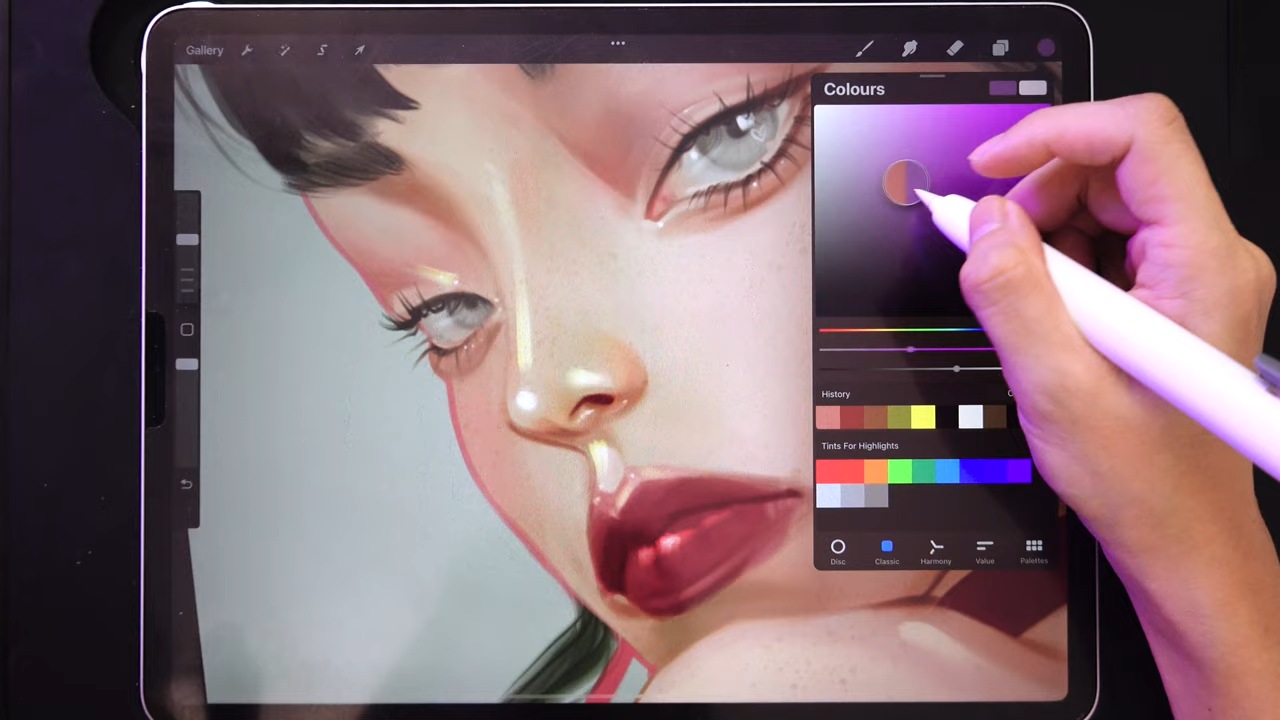 Gallery
Colours
History
Tints For Highlights
Disc Classic Harmony Value Palettes